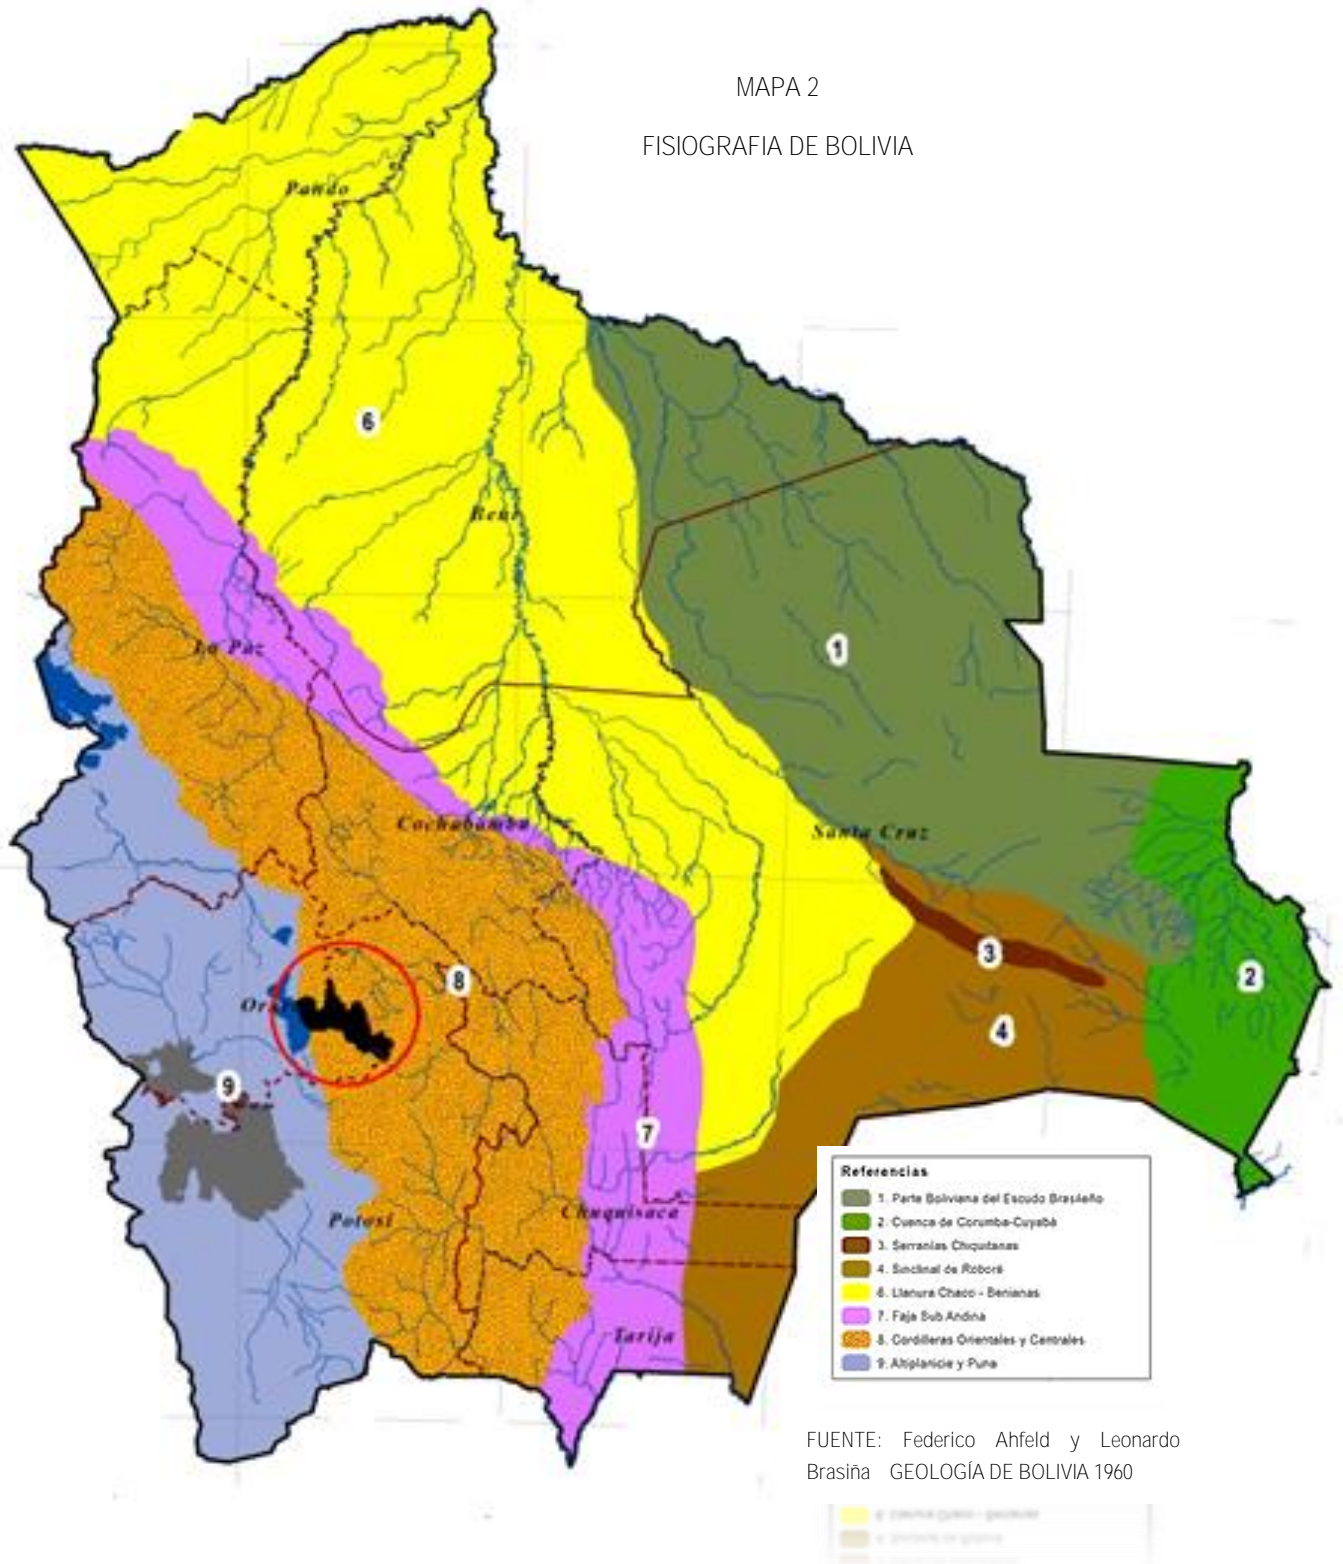 MAPA 2
FISIOGRAFIA DE BOLIVIA
Pando
6
Beni
1
La Paz
Cochabamba
Santa Cruz
3
8
2
4
9
7
Potosí
Chuquisaca
Tarija
Referencias
1. Parte Boliviana del Escudo Brasileño
2. Cuenca de Corumba-Cuyabá
3. Serranías Chiquitanas
4. Sinclinal de Roboré
6. Llanura Chaco - Benianas
7. Faja Sub Andina
8. Cordilleras Orientales y Centrales
9. Altiplanicie y Puna
FUENTE: Federico Ahfeld y Leonardo
Brasiña GEOLOGÍA DE BOLIVIA 1960